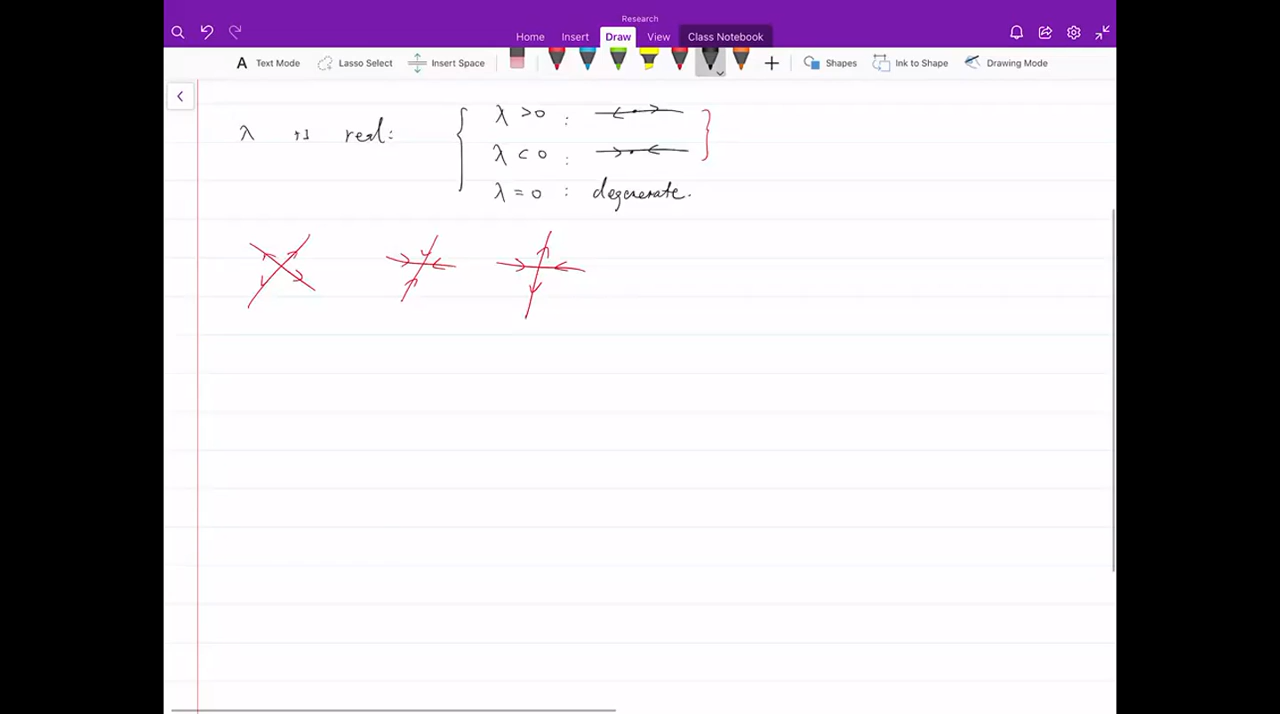 Research
Home Insert Draw View Class Notebook
A Text Mode Lasso Select Insert Space Shapes Ink to Shape Drawing Mode
λ > 0 :
λ is real:
λ < 0 :
λ = 0 : degenerate.